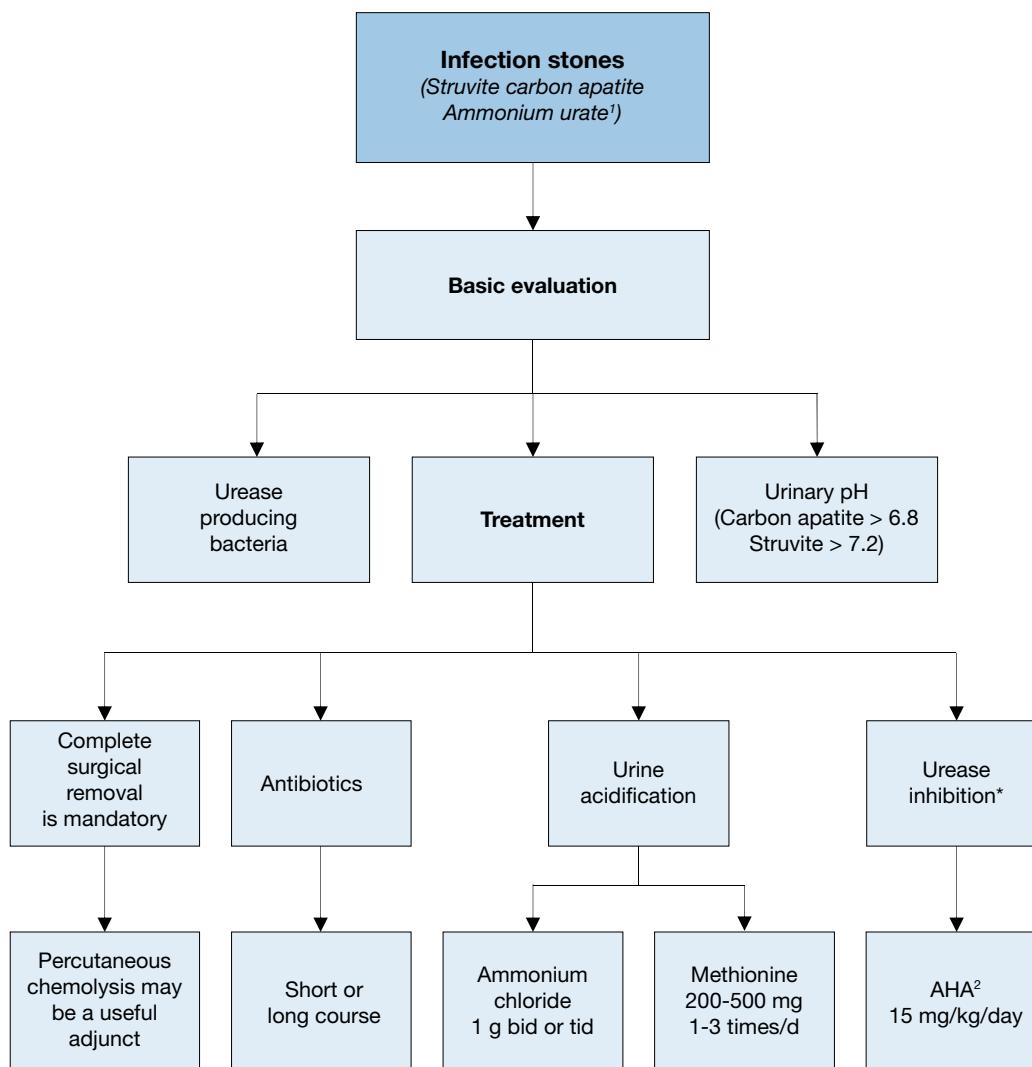 Infection stones
(Struvite carbon apatite
Ammonium urate¹)
Basic evaluation
Urease
producing
bacteria
Treatment
Urinary pH
(Carbon apatite > 6.8
Struvite > 7.2)
Complete
surgical
removal
is mandatory
Antibiotics
Urine
acidification
Urease
inhibition*
Percutaneous
chemolysis may
be a useful
adjunct
Short or
long course
Ammonium
chloride
1 g bid or tid
Methionine
200-500 mg
1-3 times/d
AHA²
15 mg/kg/day